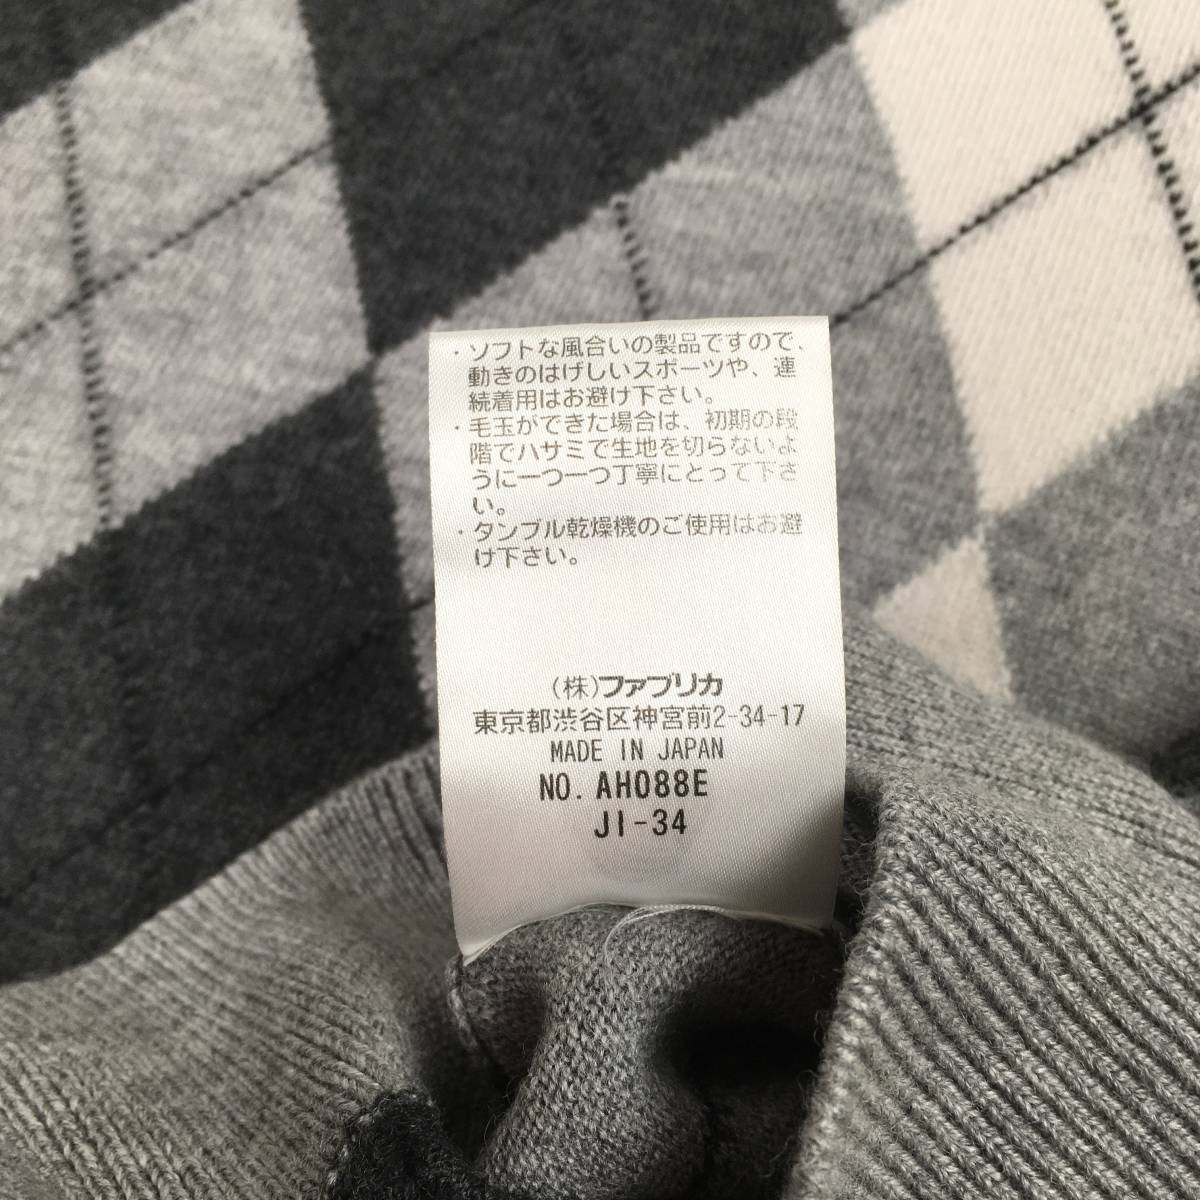 ・ソフトな風合いの製品ですので、
動きのはげしいスポーツや、連
続着用はお避け下さい。
・毛玉ができた場合は、初期の段
階でハサミで生地を切らないよ
うに一つ一つ丁寧にとって下さ
い。
・タンブル乾燥機のご使用はお避
け下さい。
(株)ファブリカ
東京都渋谷区神宮前2-34-17
MADE IN JAPAN
NO. AH088E
JI-34